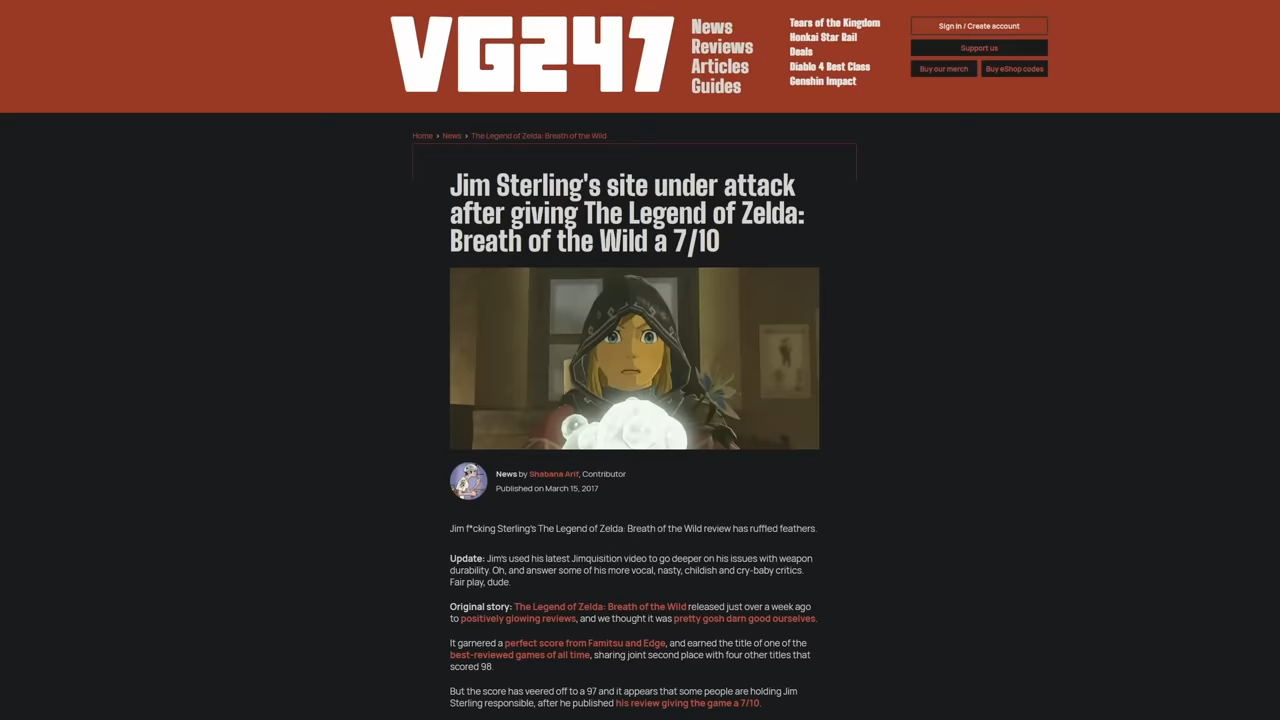 VG247
News
Reviews
Articles
Guides
Tears of the Kingdom
Honkai Star Rail
Deals
Diablo 4 Best Class
Genshin Impact
Sign in / Create account
Support us
Buy our merch
Buy eShop codes
Home › News › The Legend of Zelda: Breath of the Wild
Jim Sterling's site under attack
after giving The Legend of Zelda:
Breath of the Wild a 7/10
News by Shabana Arif, Contributor
Published on March 15, 2017
Jim f*cking Sterling's The Legend of Zelda: Breath of the Wild review has ruffled feathers.
Update: Jim's used his latest Jimquisition video to go deeper on his issues with weapon
durability. Oh, and answer some of his more vocal, nasty, childish and cry-baby critics.
Fair play, dude.
Original story: The Legend of Zelda: Breath of the Wild released just over a week ago
to positively glowing reviews, and we thought it was pretty gosh darn good ourselves.
It garnered a perfect score from Famitsu and Edge, and earned the title of one of the
best-reviewed games of all time, sharing joint second place with four other titles that
scored 98.
But the score has veered off to a 97 and it appears that some people are holding Jim
Sterling responsible, after he published his review giving the game a 7/10.